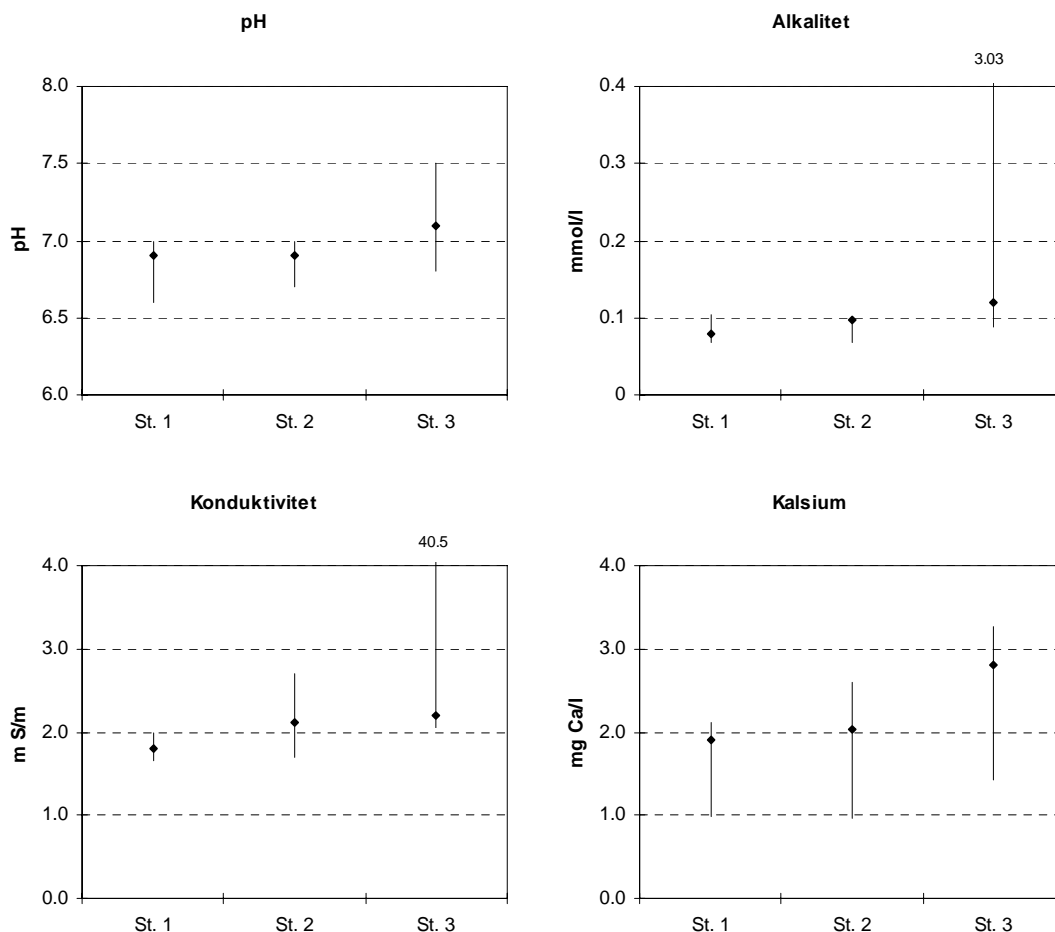 pH
8.0
7.5
7.0
6.5
6.0
pH
St. 1 St. 2 St. 3
Alkalitet
3.03
0.4
0.3
0.2
0.1
0
mmol/l
St. 1 St. 2 St. 3
Konduktivitet
40.5
4.0
3.0
2.0
1.0
0.0
m S/m
St. 1 St. 2 St. 3
Kalsium
4.0
3.0
2.0
1.0
0.0
mg Ca/l
St. 1 St. 2 St. 3